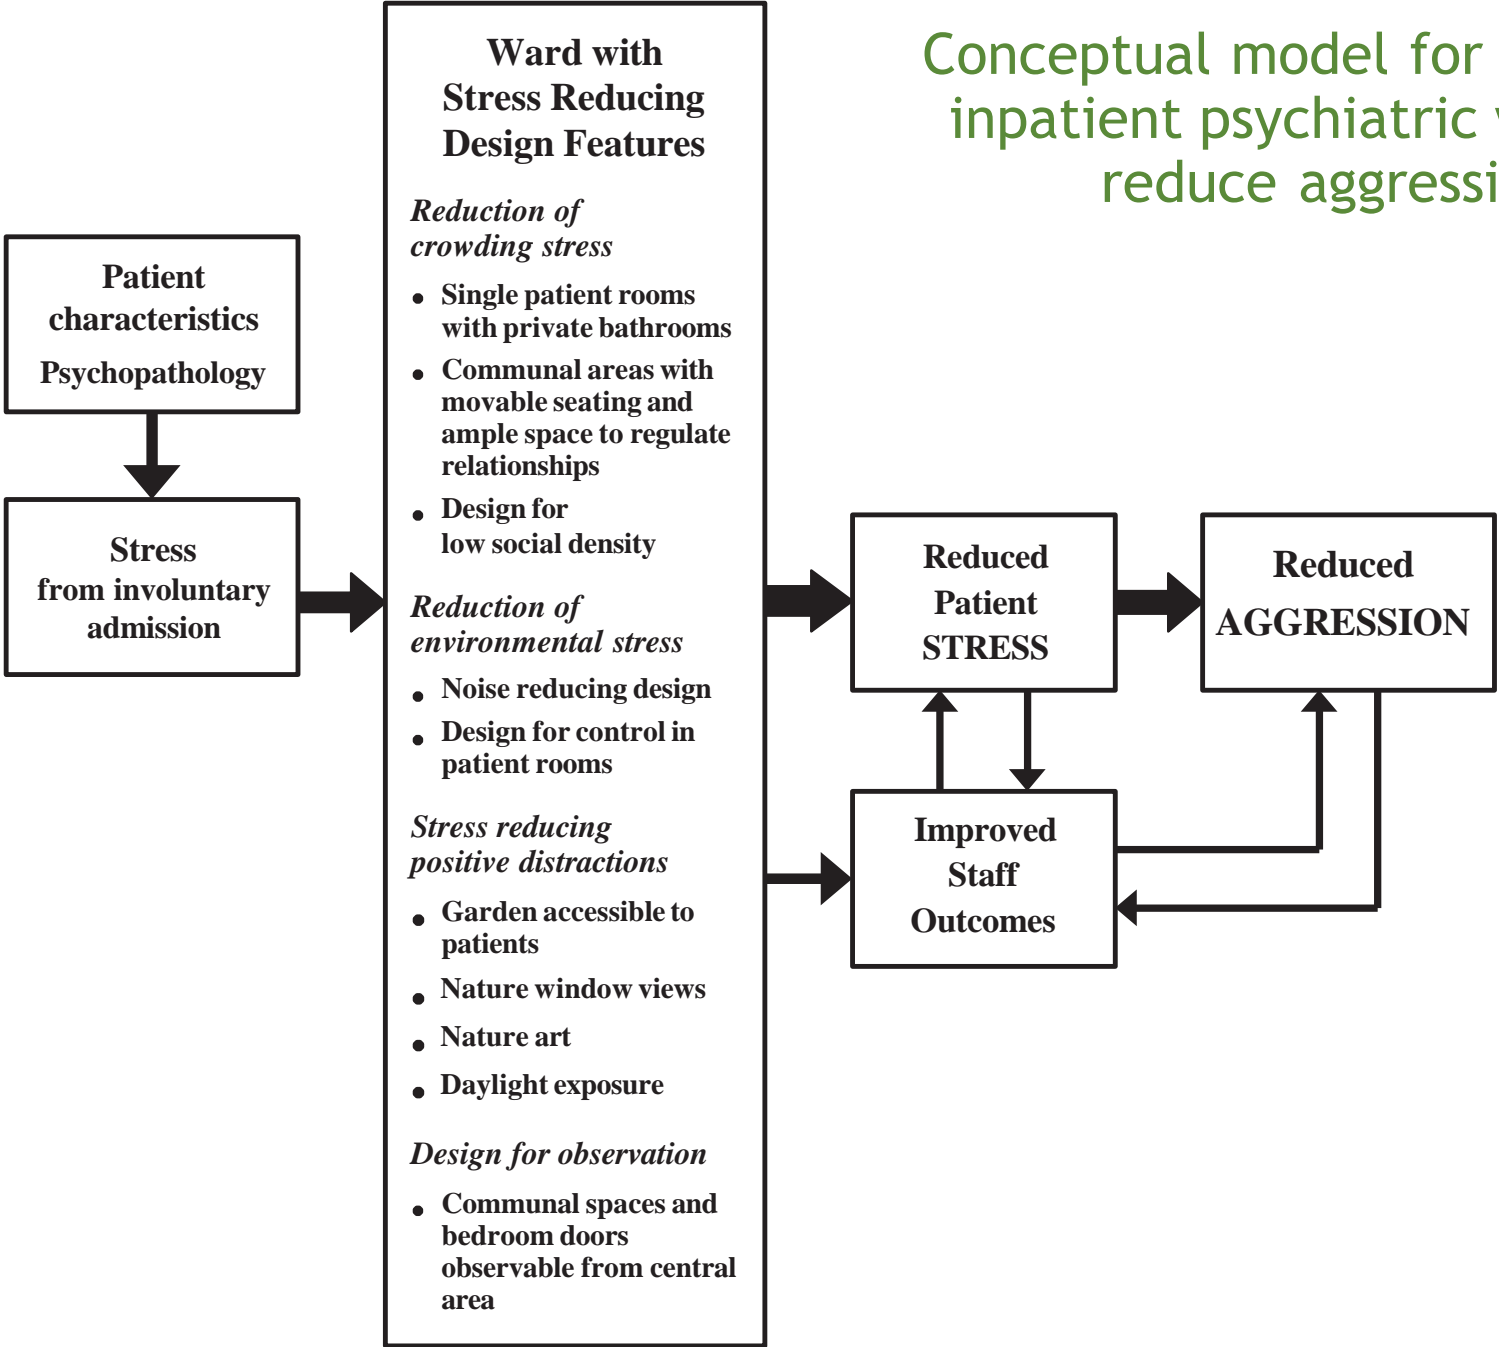 Conceptual model for
inpatient psychiatric
reduce
Patient
characteristics
Psychopathology
Stress
from involuntary
admission
Ward with
Stress Reducing
Design Features
Reduction of
crowding stress
• Single patient rooms
with private bathrooms
• Communal areas with
movable seating and
ample space to regulate
relationships
• Design for
low social density
Reduction of
environmental stress
• Noise reducing design
• Design for control in
patient rooms
Stress reducing
positive distractions
• Garden accessible to
patients
• Nature window views
• Nature art
• Daylight exposure
Design for observation
• Communal spaces and
bedroom doors
observable from central
area
Reduced
Patient
STRESS
Reduced
AGGRESSION
Improved
Staff
Outcomes